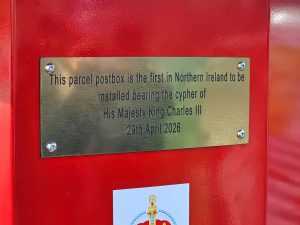 This parcel postbox is the first in Northern Ireland to be
installed bearing the cypher of
His Majesty King Charles III
29th April 2026